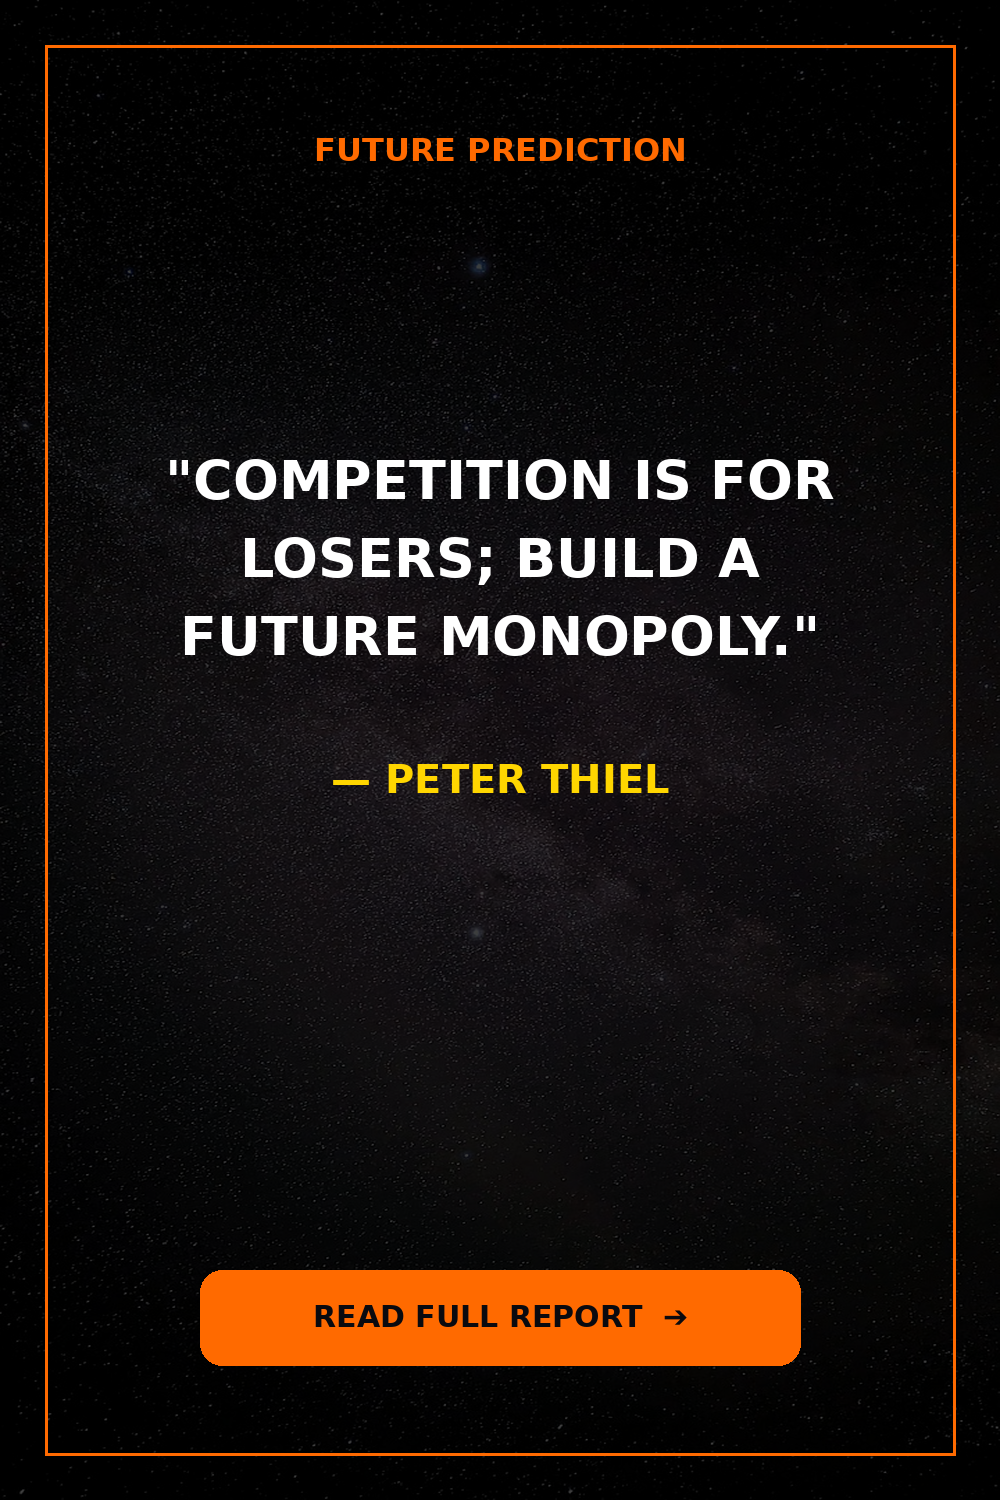 FUTURE PREDICTION
"COMPETITION IS FOR
LOSERS; BUILD A
FUTURE MONOPOLY."
— PETER THIEL
READ FULL REPORT ➔